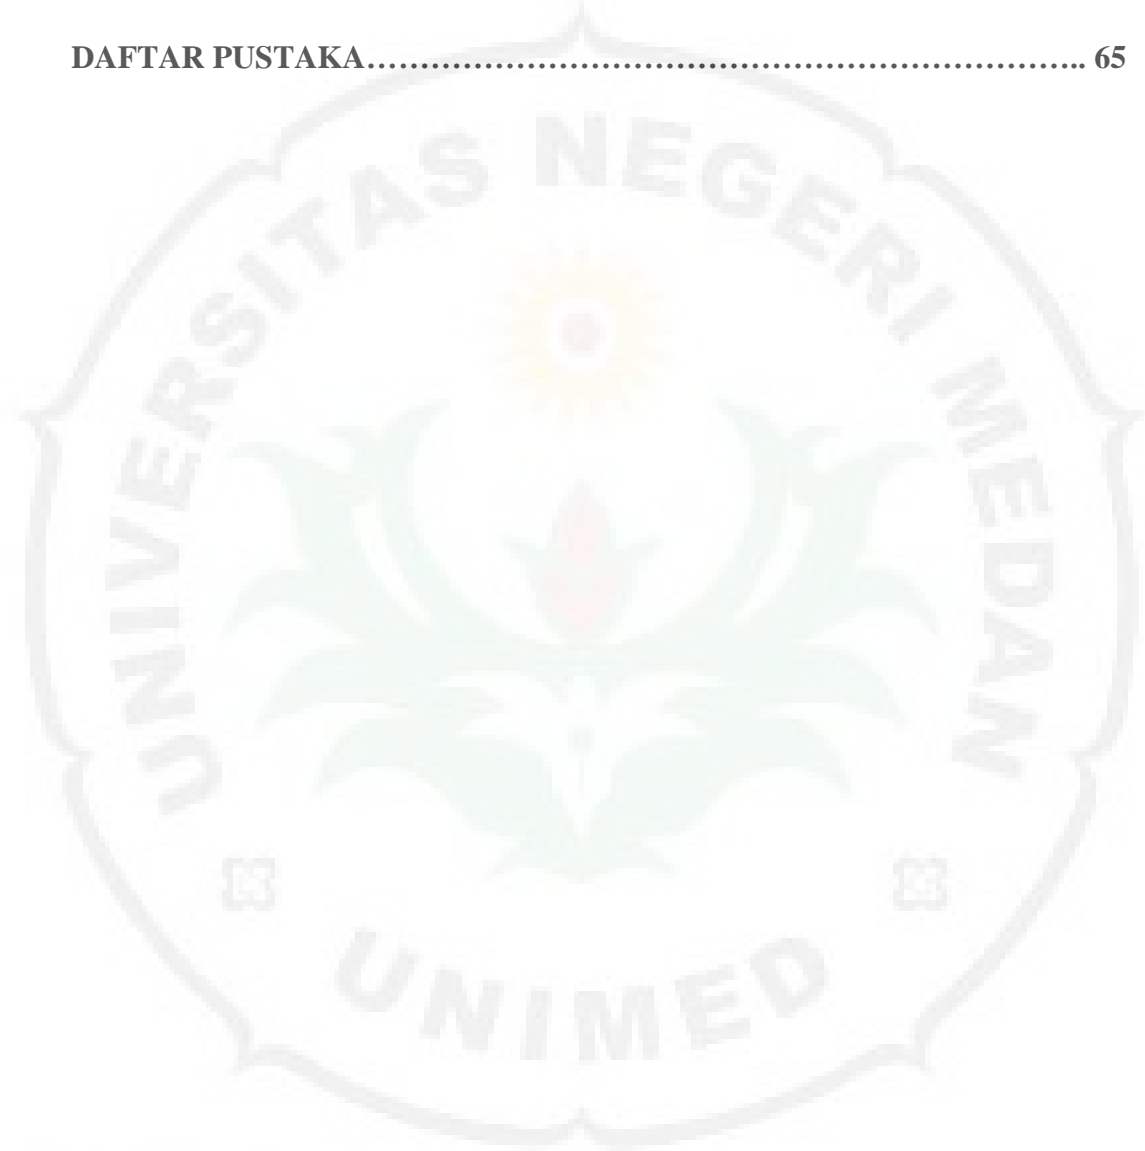 DAFTAR PUSTAKA………………………………………………………….. 65
UNIVERSITAS NEGERI MEDAN
UNIMED